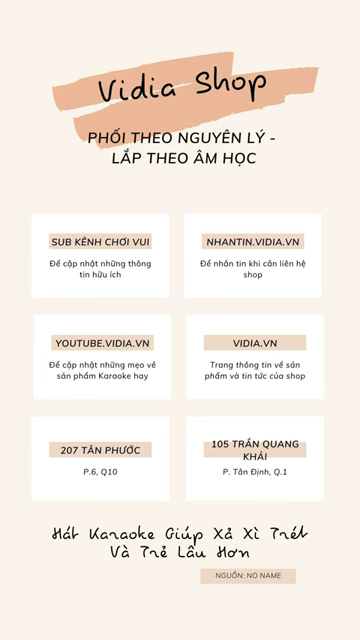 Vidia Shop
PHỐI THEO NGUYÊN LÝ -
LẮP THEO ÂM HỌC
SUB KÊNH CHƠI VUI
Để cập nhật những thông
tin hữu ích
NHANTIN.VIDIA.VN
Để nhắn tin khi cần liên hệ
shop
YOUTUBE.VIDIA.VN
Để cập nhật những mẹo về
sản phẩm Karaoke hay
VIDIA.VN
Trang thông tin về sản
phẩm và tin tức của shop
207 TÂN PHƯỚC
P.6, Q10
105 TRẦN QUANG
KHẢI
P. Tân Định, Q.1
Hát Karaoke Giúp Xả Xì Trét
Và Trẻ Lâu Hơn
NGUỒN: NO NAME